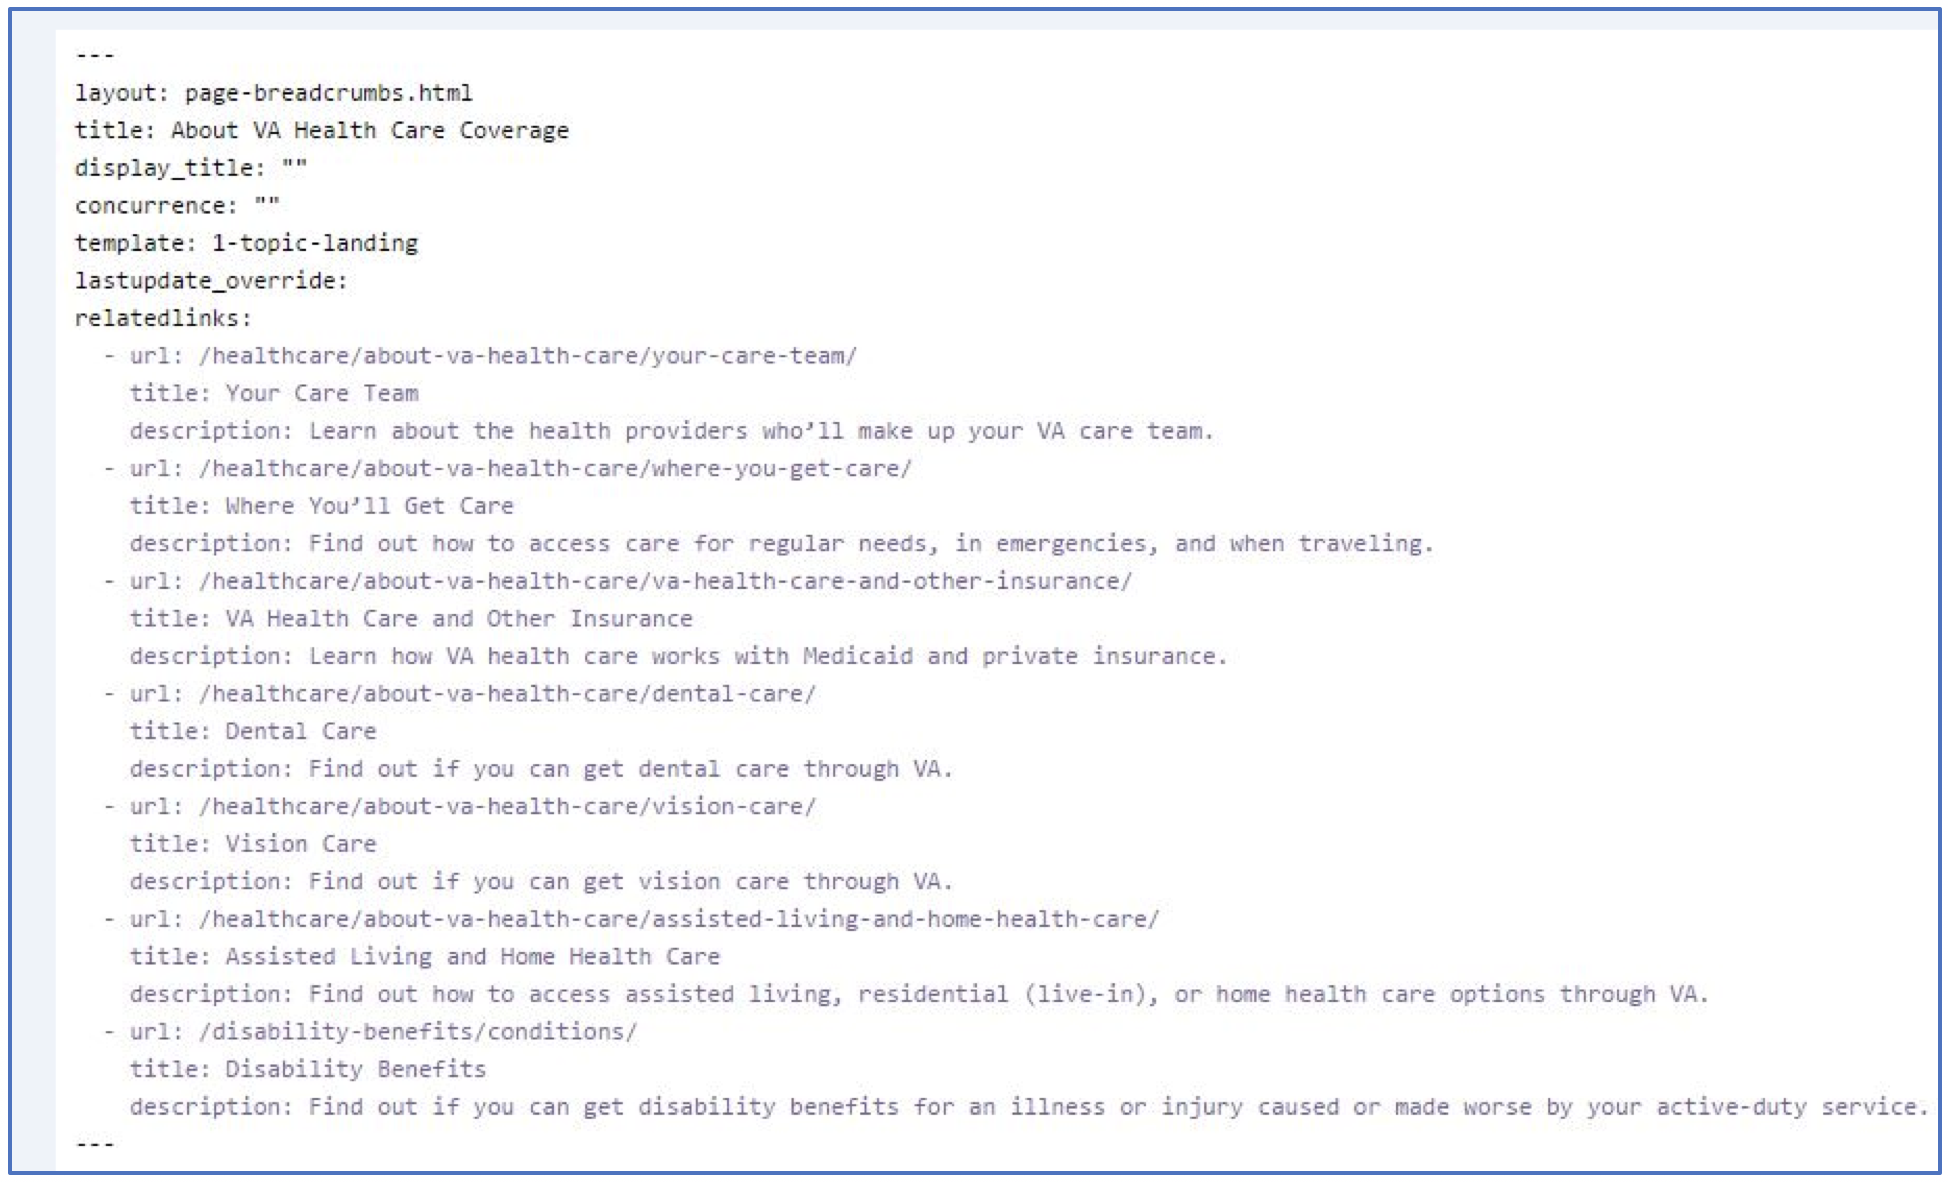 ---
layout: page-breadcrumbs.html
title: About VA Health Care Coverage
display_title: ""
concurrence: ""
template: 1-topic-landing
lastupdate_override:
relatedlinks:
  - url: /healthcare/about-va-health-care/your-care-team/
    title: Your Care Team
    description: Learn about the health providers who’ll make up your VA care team.
  - url: /healthcare/about-va-health-care/where-you-get-care/
    title: Where You’ll Get Care
    description: Find out how to access care for regular needs, in emergencies, and when traveling.
  - url: /healthcare/about-va-health-care/va-health-care-and-other-insurance/
    title: VA Health Care and Other Insurance
    description: Learn how VA health care works with Medicaid and private insurance.
  - url: /healthcare/about-va-health-care/dental-care/
    title: Dental Care
    description: Find out if you can get dental care through VA.
  - url: /healthcare/about-va-health-care/vision-care/
    title: Vision Care
    description: Find out if you can get vision care through VA.
  - url: /healthcare/about-va-health-care/assisted-living-and-home-health-care/
    title: Assisted Living and Home Health Care
    description: Find out how to access assisted living, residential (live-in), or home health care options through VA.
  - url: /disability-benefits/conditions/
    title: Disability Benefits
    description: Find out if you can get disability benefits for an illness or injury caused or made worse by your active-duty service.
---